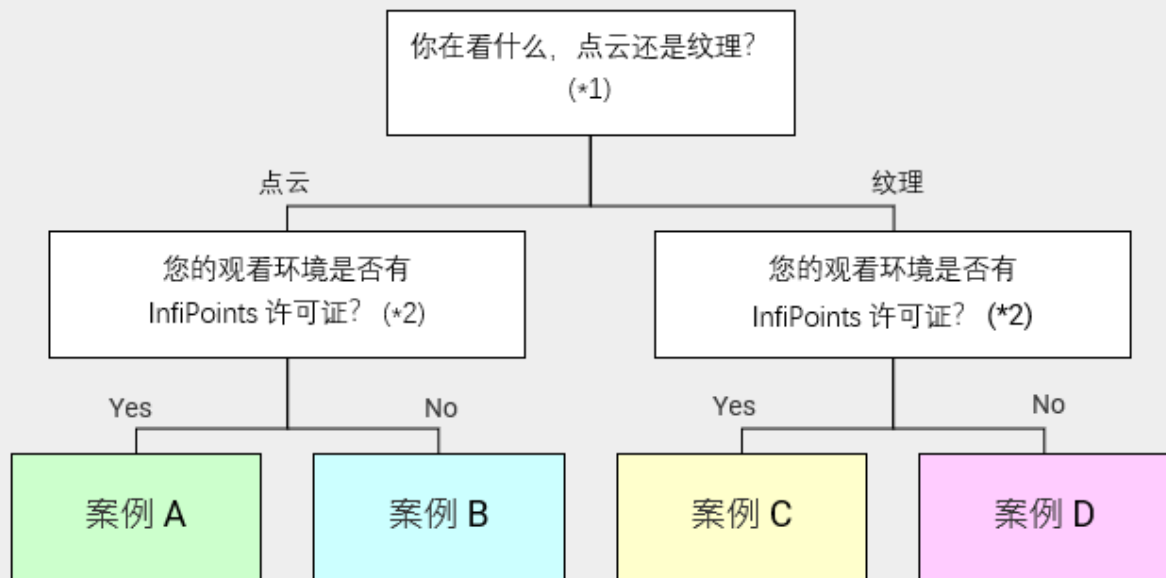 你在看什么，点云还是纹理？
(*1)
点云
纹理
您的观看环境是否有
InfiPoints 许可证？ (*2)
您的观看环境是否有
InfiPoints 许可证？ (*2)
Yes
No
Yes
No
案例 A
案例 B
案例 C
案例 D